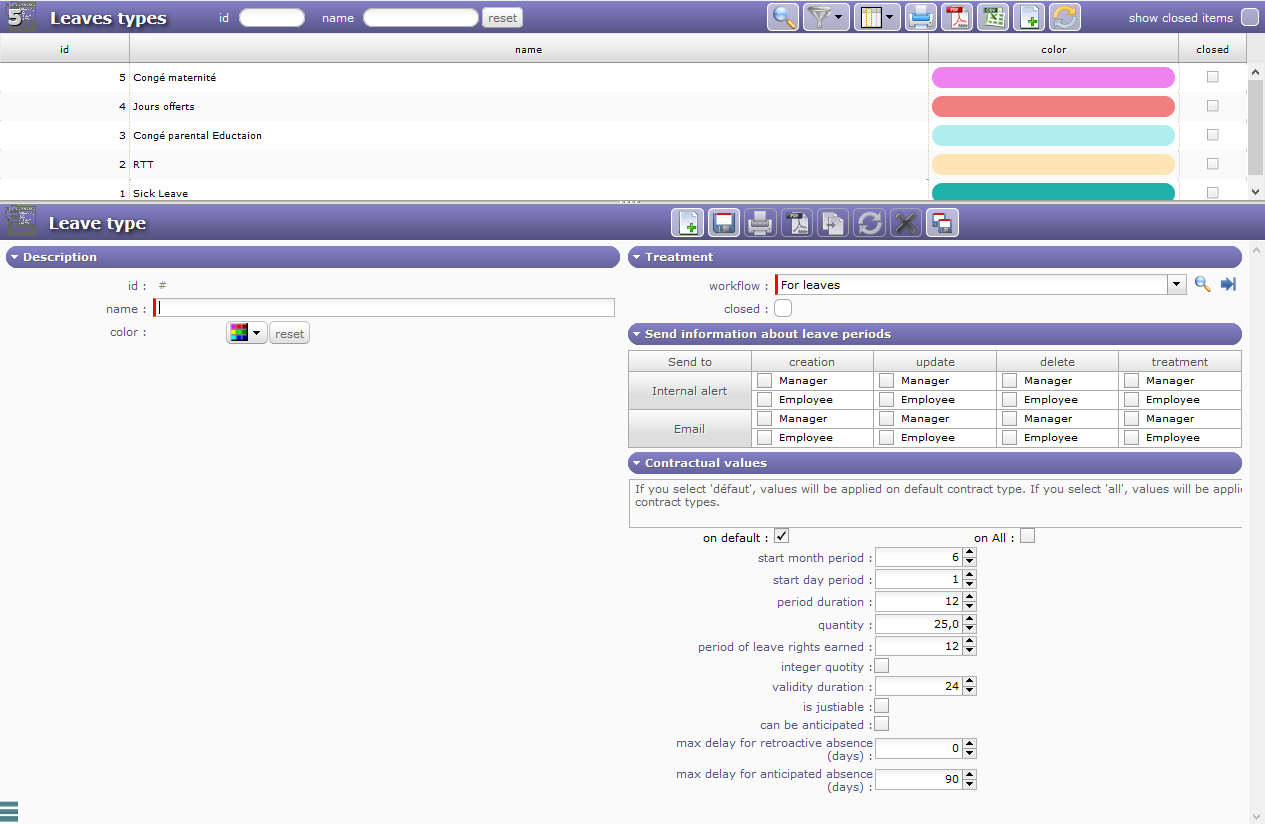 5
Leaves types
id
name
reset
show closed items
id name color closed
5 Congé maternité
4 Jours offerts
3 Congé parental Eductaion
2 RTT
1 Sick Leave
Leave type
Description
id : #
name :
color : reset
Treatment
workflow : For leaves
closed :
Send information about leave periods
Send to creation update delete treatment
Internal alert
Manager Manager Manager Manager
Employee Employee Employee Employee
Email
Manager Manager Manager Manager
Employee Employee Employee Employee
Contractual values
If you select 'défaut', values will be applied on default contract type. If you select 'all', values will be applie
contract types.
on default : on All :
start month period : 6
start day period : 1
period duration : 12
quantity : 25,0
period of leave rights earned : 12
integer quotity :
validity duration : 24
is justiable :
can be anticipated :
max delay for retroactive absence
(days) : 0
max delay for anticipated absence
(days) : 90